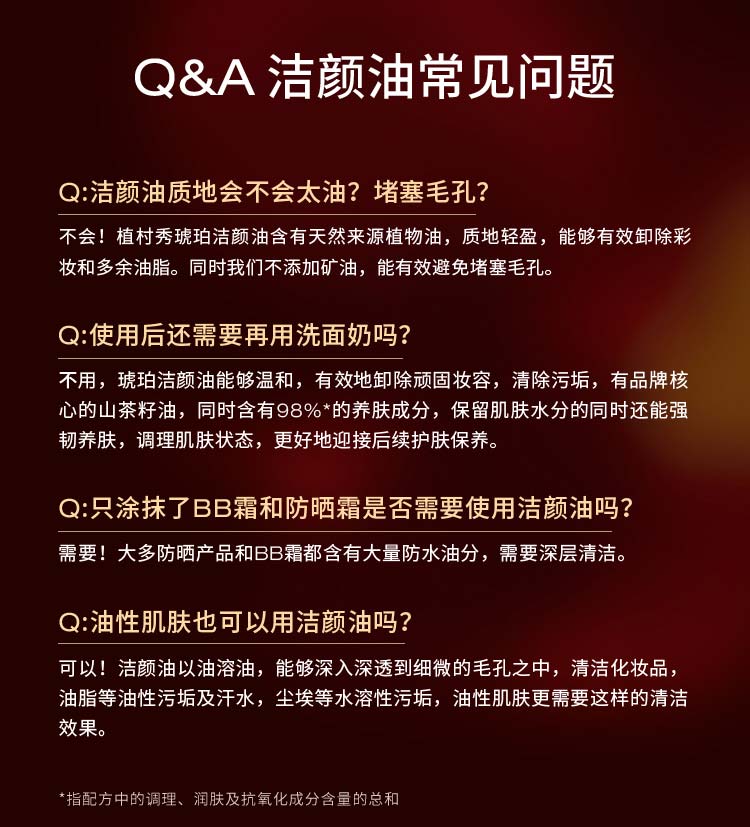 Q&A 洁颜油常见问题
Q:洁颜油质地会不会太油？堵塞毛孔？
不会！植村秀琥珀洁颜油含有天然来源植物油，质地轻盈，能够有效卸除彩
妆和多余油脂。同时我们不添加矿油，能有效避免堵塞毛孔。
Q:使用后还需要再用洗面奶吗？
不用，琥珀洁颜油能够温和，有效地卸除顽固妆容，清除污垢，有品牌核
心的山茶籽油，同时含有98%*的养肤成分，保留肌肤水分的同时还能强
韧养肤，调理肌肤状态，更好地迎接后续护肤保养。
Q:只涂抹了BB霜和防晒霜是否需要使用洁颜油吗？
需要！大多防晒产品和BB霜都含有大量防水油分，需要深层清洁。
Q:油性肌肤也可以用洁颜油吗？
可以！洁颜油以油溶油，能够深入深透到细微的毛孔之中，清洁化妆品，
油脂等油性污垢及汗水，尘埃等水溶性污垢，油性肌肤更需要这样的清洁
效果。
*指配方中的调理、润肤及抗氧化成分含量的总和